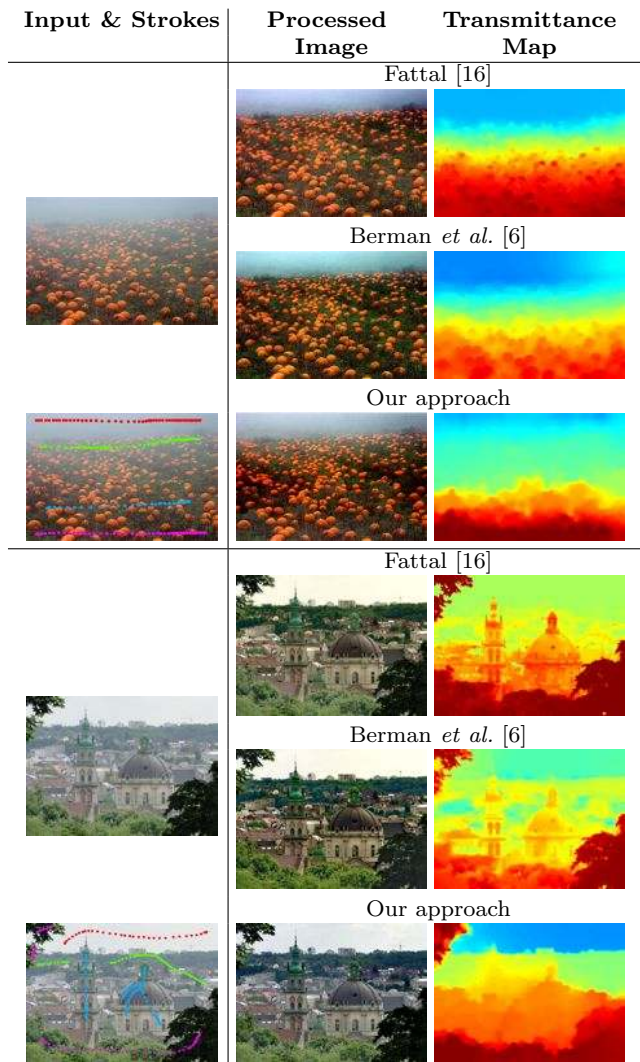 Input & Strokes
Processed Image
Transmittance Map
Fattal [16]
Berman et al. [6]
Our approach
Fattal [16]
Berman et al. [6]
Our approach